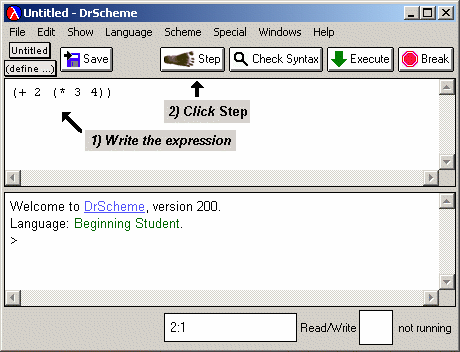 Untitled - DrScheme
File Edit Show Language Scheme Special Windows Help
Untitled
(define ...)
Save
Step
Check Syntax
Execute
Break
(+ 2 (* 3 4))
2) Click Step
1) Write the expression
Welcome to DrScheme, version 200.
Language: Beginning Student.
>
2:1
Read/Write
not running